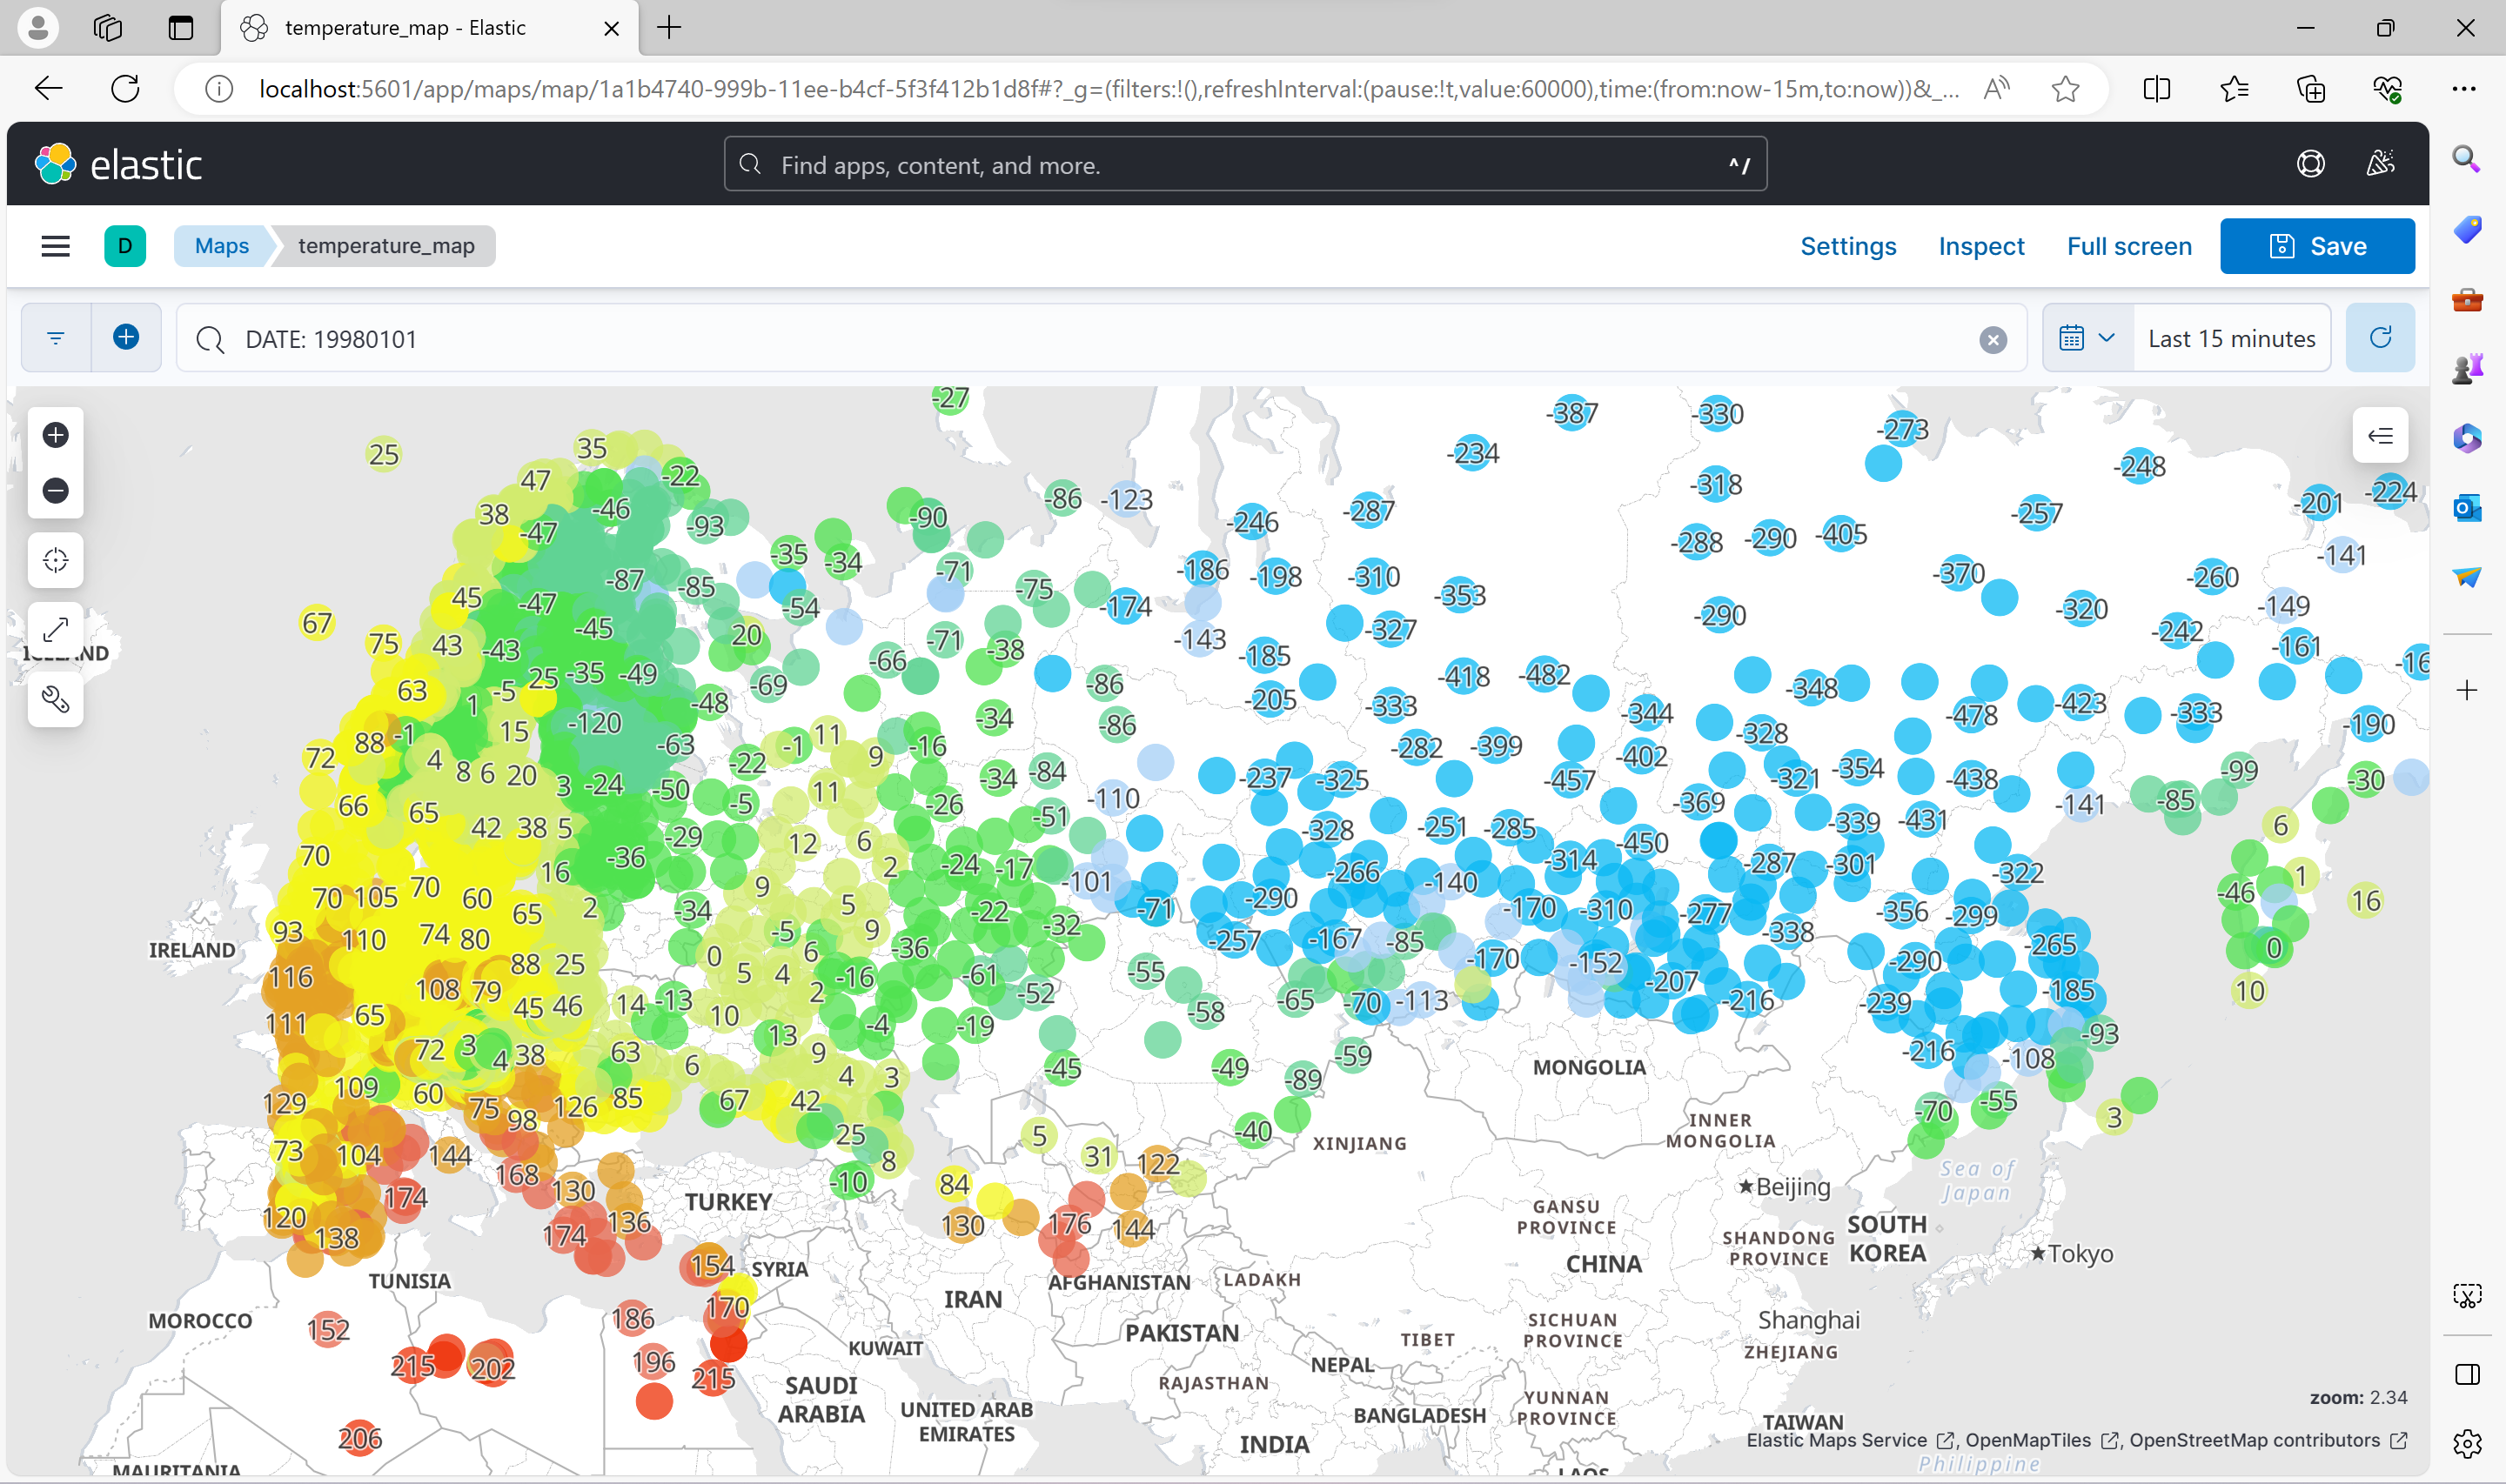 temperature_map - Elastic
localhost:5601/app/maps/map/1a1b4740-999b-11ee-b4cf-5f3f412b1d8f#?_g=(filters:!(),refreshInterval:(pause:!t,value:60000),time:(from:now-15m,to:now))&_...
elastic
Find apps, content, and more.
^/
D
Maps
temperature_map
Settings
Inspect
Full screen
Save
DATE: 19980101
Last 15 minutes
-27
-387 -330
-273
25 35
-234
-248
47 -22
-318
-86 -123
-201 -224
38 -46
-90
-246 -287
-257
-47 -93
-288 -290 -405
-35 -34
-141
-87 -85
-71 -75
-186 -198 -310
-353
-370
-260
45 -47 -54
-174
-290
-320
-149
67 -45
20
-327
-242
75 43 -43
-71 -38
-143
-185
-161
ICELAND
-66
25 -35 -49
-69
-86
-418 -482
-16
63 -5
1
-48
-205
-333
-344
-348
-478
-423
-333
-120
15
-34
-86
-328
-190
88 -1
-63
-1 11
-16
-282 -399
72 4
-22
9
-402
8 6 20 3 -24
-50
-34 -84
-237 -325
-457
-321 -354
-438
-99
-30
66 65
-5
11
-26
-110
-369
-141
-85
42 38 5
-29
-51
-328
-251 -285
-339 -431
6
70
-36
12 6
2
-24 -17
-450
16
-314
-287 -301
-322
70 105 70 60
9
-101
-266
-140
1
-46
65 2
-34
5
-22
-71
-290
-170 -310
-277
-356 -299
16
93 110 74 80
-5 9
-36
-32
-257
-167 -85
-338
-265
0
IRELAND
88 25
0
6
5 4
-16
-61
-55
-170 -152
-207
-290
116
108 79
2
-52
-65 -70 -113
-216
-239
-185
10
45 46
14 -13
10
-58
111 65
-4
-19
-93
72 3 4 38
63
13 9
-59
-216
-108
6
-45
-49
MONGOLIA
109 60
4 3
-89
129
75 98 126 85
67 42
-70
-55
3
INNER
MONGOLIA
73 104 144
25
5
-40
XINJIANG
168
8
31
122
Sea of
Japan
-10
84
174
130
TURKEY
Beijing
120 138
174 136
130 176 144
GANSU
PROVINCE
SOUTH
KOREA
SHANDONG
PROVINCE
Tokyo
154
SYRIA
CHINA
TUNISIA
AFGHANISTAN
LADAKH
IRAN
170
186
MOROCCO
152
PAKISTAN
SICHUAN
PROVINCE
Shanghai
KUWAIT
TIBET
ZHEJIANG
196
215 202
215
NEPAL
SAUDI
ARABIA
RAJASTHAN
zoom: 2.34
UNITED ARAB
EMIRATES
BANGLADESH
YUNNAN
PROVINCE
TAIWAN
206
INDIA
Elastic Maps Service , OpenMapTiles , OpenStreetMap contributors
MAURITANIA
LAOS
Philippine